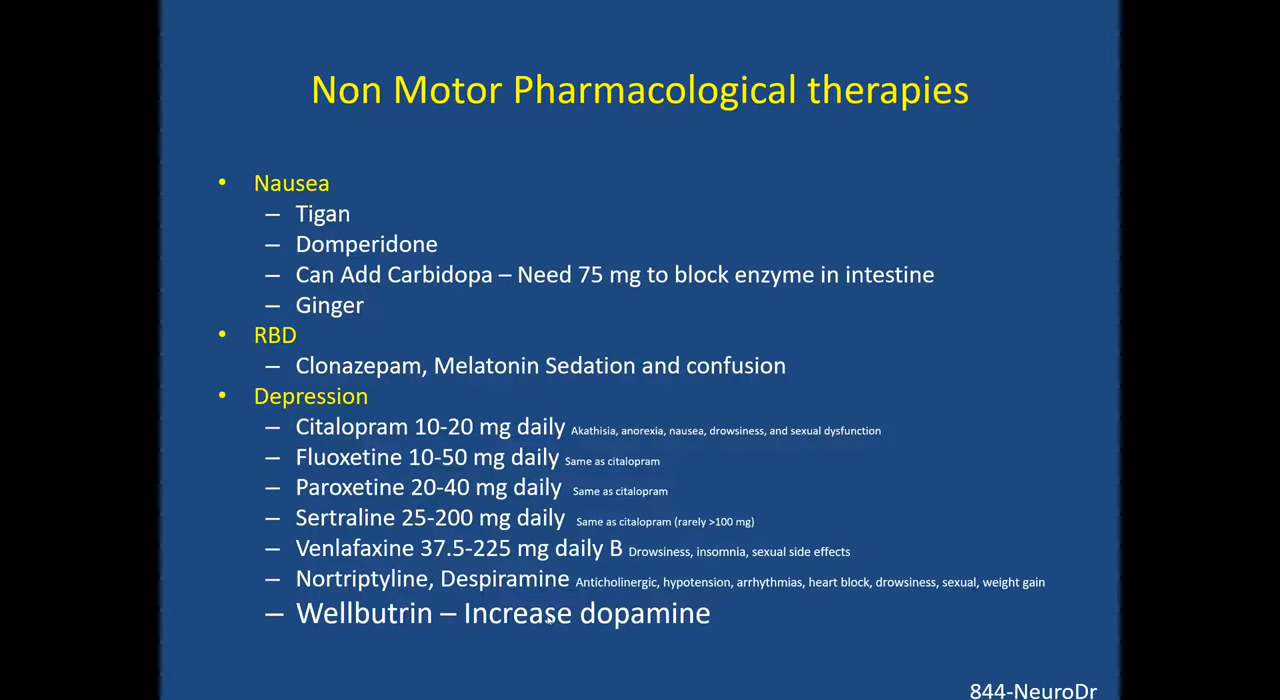 Non Motor Pharmacological therapies
• Nausea
– Tigan
– Domperidone
– Can Add Carbidopa – Need 75 mg to block enzyme in intestine
– Ginger
• RBD
– Clonazepam, Melatonin Sedation and confusion
• Depression
– Citalopram 10-20 mg daily Akathisia, anorexia, nausea, drowsiness, and sexual dysfunction
– Fluoxetine 10-50 mg daily Same as citalopram
– Paroxetine 20-40 mg daily Same as citalopram
– Sertraline 25-200 mg daily Same as citalopram (rarely >100 mg)
– Venlafaxine 37.5-225 mg daily B Drowsiness, insomnia, sexual side effects
– Nortriptyline, Despiramine Anticholinergic, hypotension, arrhythmias, heart block, drowsiness, sexual, weight gain
– Wellbutrin – Increase dopamine
844-NeuroDr